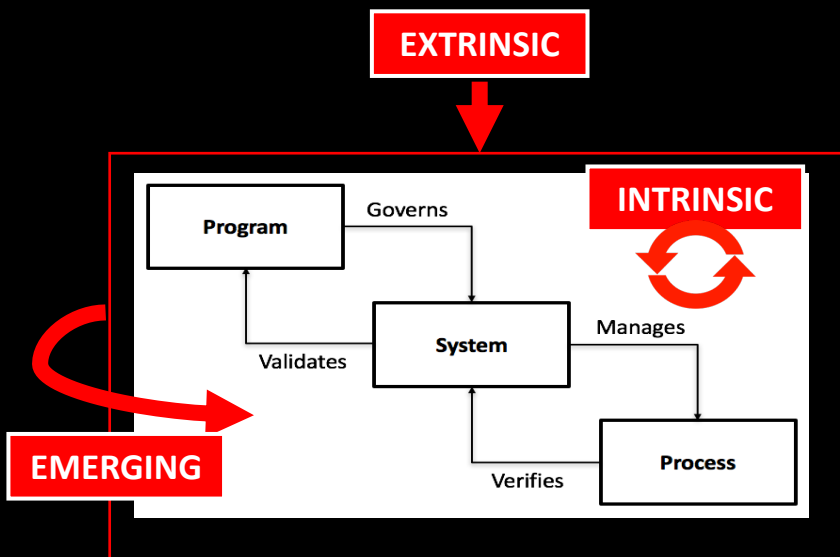 EXTRINSIC
INTRINSIC
Program
Governs
System
Manages
Validates
EMERGING
Process
Verifies